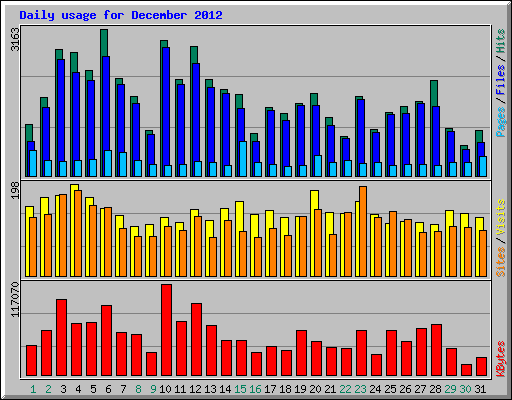 Daily usage for December 2012
3163
Pages / Files / Hits
198
Sites / Visits
117070
KBytes
1 2 3 4 5 6 7 8 9 10 11 12 13 14 15 16 17 18 19 20 21 22 23 24 25 26 27 28 29 30 31